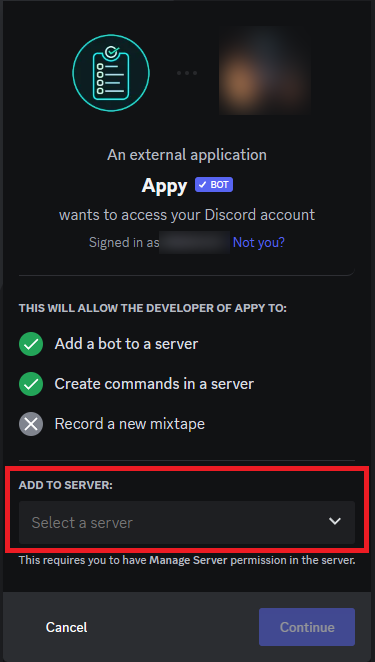 An external application
Appy BOT
wants to access your Discord account
Signed in as Not you?
THIS WILL ALLOW THE DEVELOPER OF APPY TO:
Add a bot to a server
Create commands in a server
Record a new mixtape
ADD TO SERVER:
Select a server
This requires you to have Manage Server permission in the server.
Cancel Continue